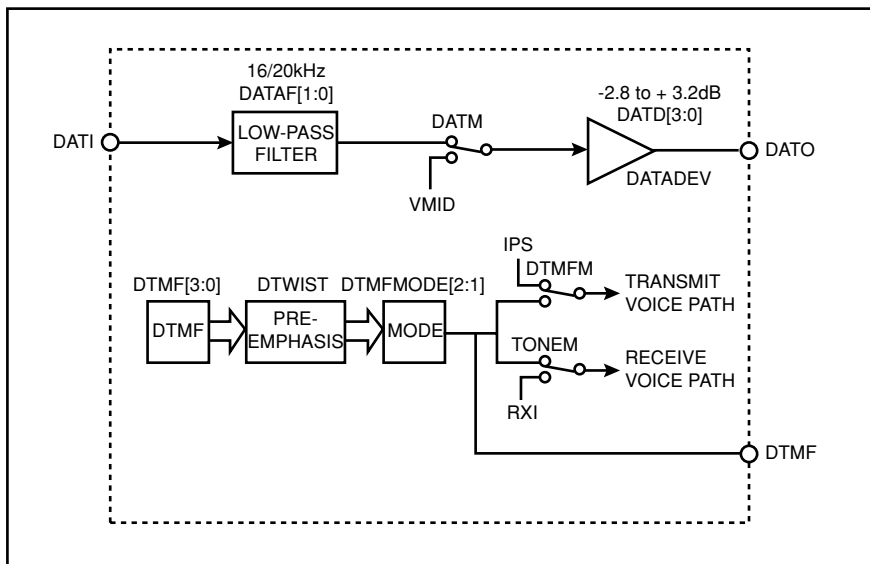 16/20kHz
DATAF[1:0]
-2.8 to + 3.2dB
DATD[3:0]
DATI
LOW-PASS
FILTER
DATM
DATO
VMID
DATADEV
IPS
DTMF[3:0]
DTWIST
DTMFMODE[2:1]
DTMFM
TRANSMIT
VOICE PATH
DTMF
PRE-
EMPHASIS
MODE
TONEM
RECEIVE
VOICE PATH
RXI
DTMF